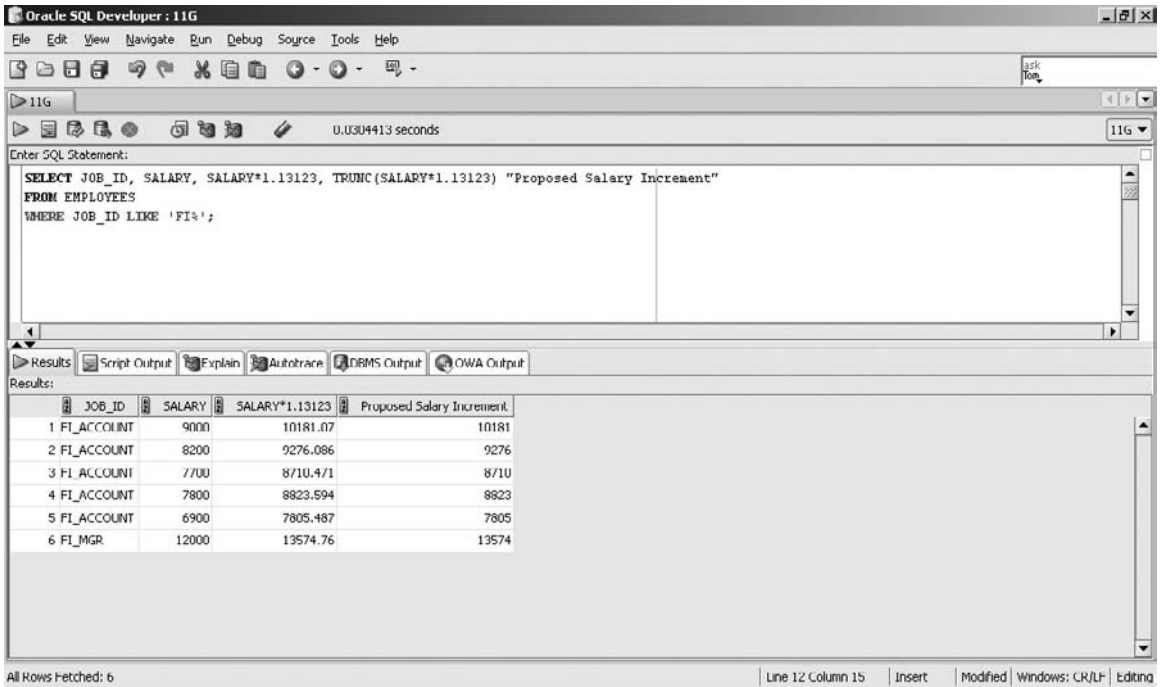 Oracle SQL Developer : 11G
File Edit View Navigate Run Debug Source Tools Help
SQL
ask
Tom
11G
0.0304413 seconds
11G
Enter SQL Statement:
SELECT JOB_ID, SALARY, SALARY*1.13123, TRUNC(SALARY*1.13123) "Proposed Salary Increment"
FROM EMPLOYEES
WHERE JOB_ID LIKE 'FI%';
Results Script Output Explain Autotrace DBMS Output OWA Output
Results:
JOB_ID SALARY SALARY*1.13123 Proposed Salary Increment
1 FI_ACCOUNT 9000 10181.07 10181
2 FI_ACCOUNT 8200 9276.086 9276
3 FI_ACCOUNT 7700 8710.471 8710
4 FI_ACCOUNT 7800 8823.594 8823
5 FI_ACCOUNT 6900 7805.487 7805
6 FI_MGR 12000 13574.76 13574
All Rows Fetched: 6
Line 12 Column 15 Insert Modified Windows: CR/LF Editing